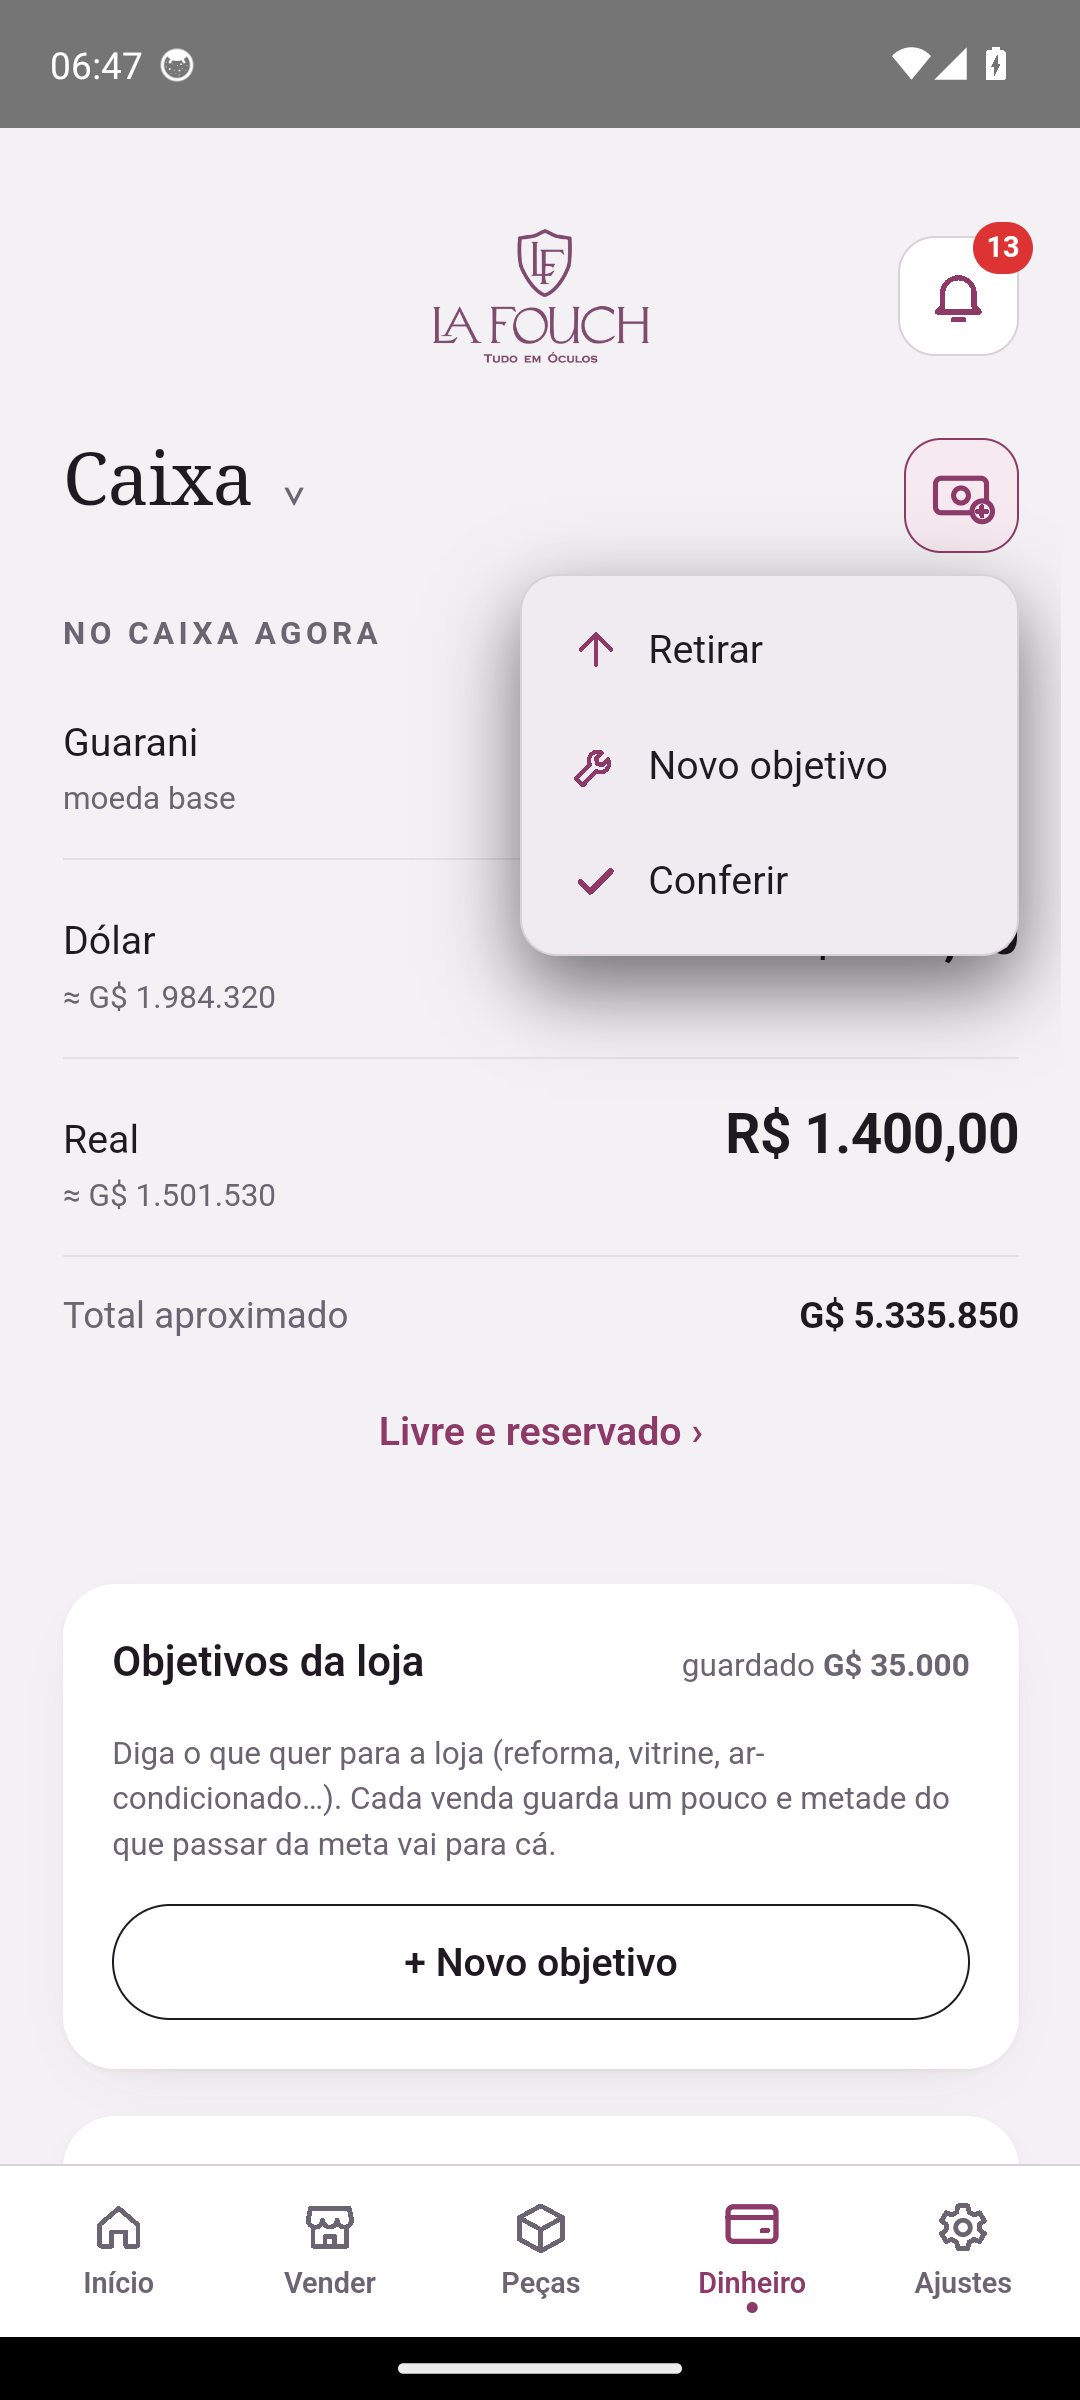 06:47
LF
LA FOUCH
TUDO EM ÓCULOS
13
Caixa
NO CAIXA AGORA
Retirar
Novo objetivo
Conferir
Guarani
moeda base
Dólar
≈ G$ 1.984.320
Real
R$ 1.400,00
≈ G$ 1.501.530
Total aproximado
G$ 5.335.850
Livre e reservado ›
Objetivos da loja
guardado G$ 35.000
Diga o que quer para a loja (reforma, vitrine, ar-
condicionado...). Cada venda guarda um pouco e metade do
que passar da meta vai para cá.
+ Novo objetivo
Início
Vender
Peças
Dinheiro
Ajustes